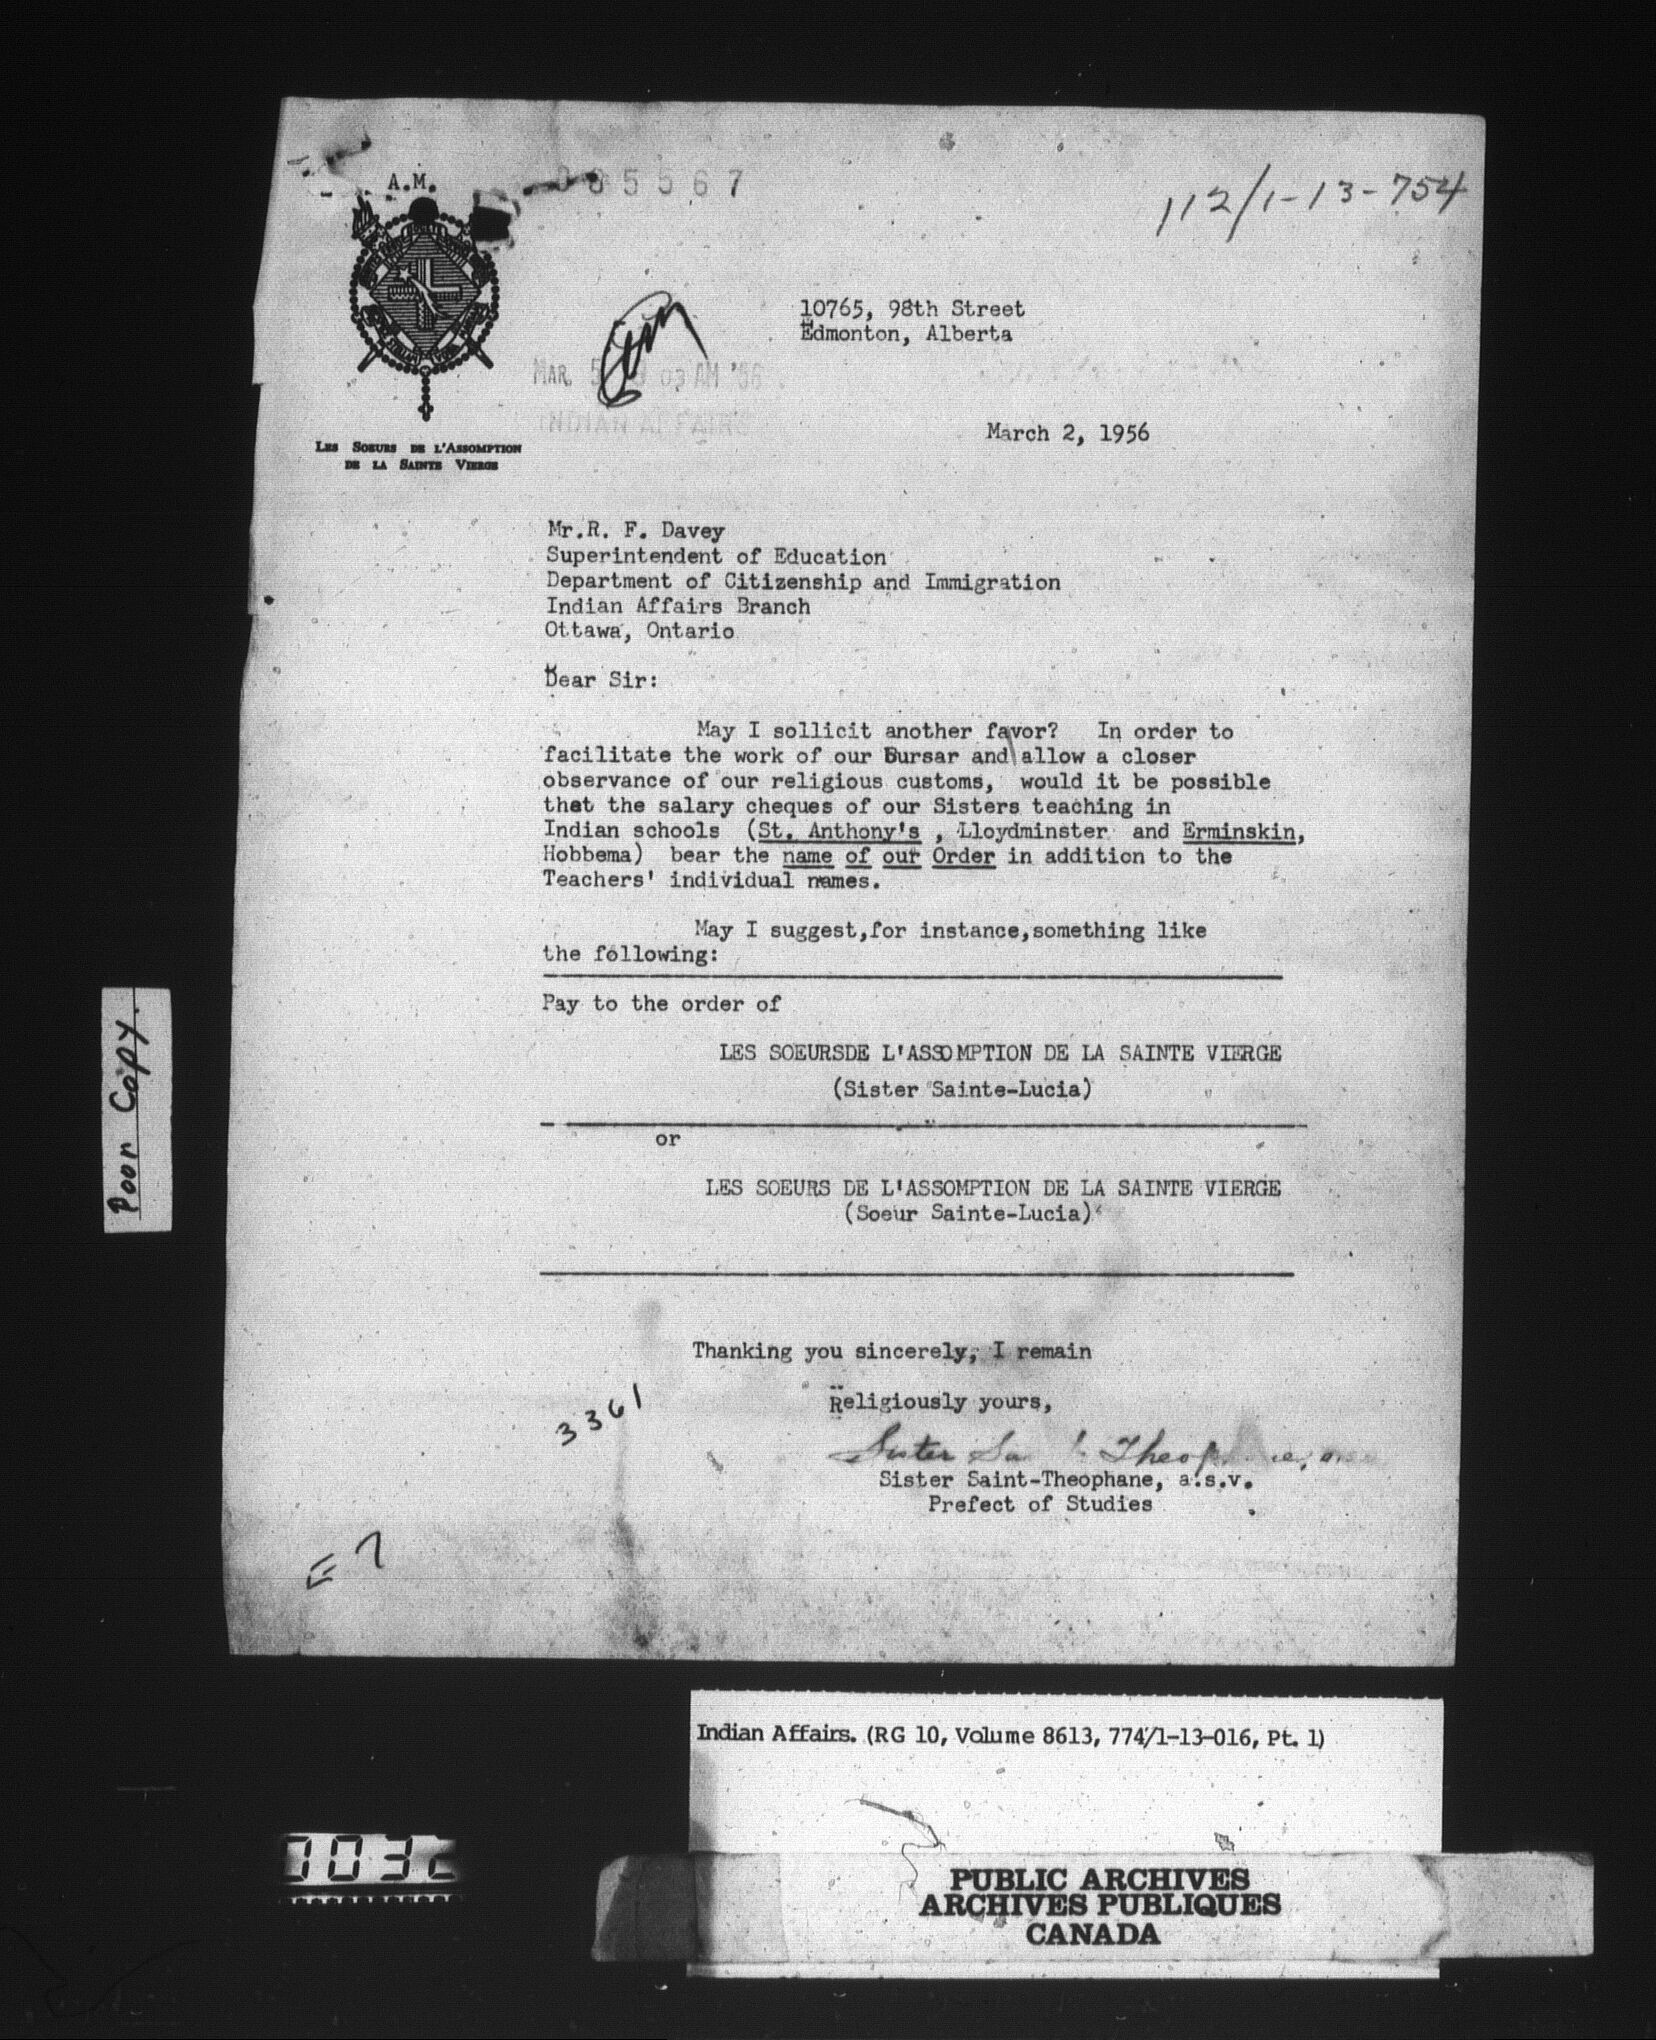 A.M.
5567
112/1-13-754
10765, 98th Street
Edmonton, Alberta
MAR. 5 03 AM '56
INDIAN AFFAIRS
LES SOEURS DE L'ASSOMPTION
DE LA SAINTE VIERGE
March 2, 1956
Mr.R. F. Davey
Superintendent of Education
Department of Citizenship and Immigration
Indian Affairs Branch
Ottawa, Ontario
Dear Sir:
May I sollicit another favor? In order to
facilitate the work of our Bursar and allow a closer
observance of our religious customs, would it be possible
that the salary cheques of our Sisters teaching in
Indian schools (St. Anthony's , Lloydminster and Erminskin,
Hobbema) bear the name of our Order in addition to the
Teachers' individual names.
May I suggest,for instance,something like
the following:
Pay to the order of
LES SOEURSDE L'ASSOMPTION DE LA SAINTE VIERGE
(Sister Sainte-Lucia)
or
LES SOEURS DE L'ASSOMPTION DE LA SAINTE VIERGE
(Soeur Sainte-Lucia)
Thanking you sincerely, I remain
Religiously yours,
3361
Sister Theophane,
Sister Saint-Theophane, a.s.v.
Prefect of Studies
Poor Copy.
Indian Affairs. (RG 10, Volume 8613, 774/1-13-016, Pt. 1)
PUBLIC ARCHIVES
ARCHIVES PUBLIQUES
CANADA